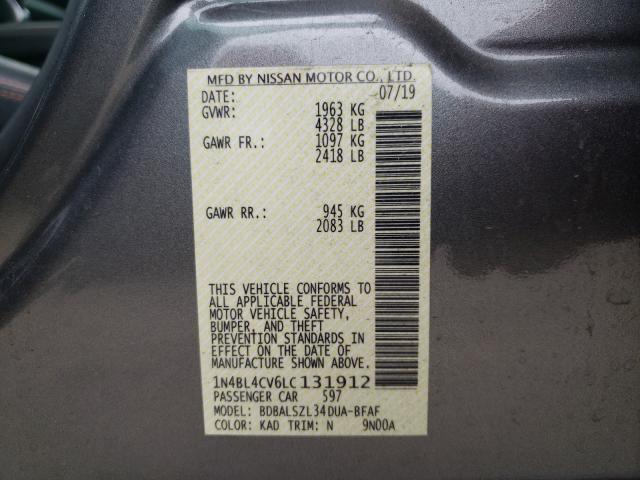 MFD BY NISSAN MOTOR CO., LTD.
DATE: 07/19
GVWR: 1963 KG
4328 LB
GAWR FR.: 1097 KG
2418 LB
GAWR RR.: 945 KG
2083 LB
THIS VEHICLE CONFORMS TO
ALL APPLICABLE FEDERAL
MOTOR VEHICLE SAFETY,
BUMPER, AND THEFT
PREVENTION STANDARDS IN
EFFECT ON THE DATE OF
MANUFACTURE SHOWN ABOVE.
1N4BL4CV6LC131912
PASSENGER CAR 597
MODEL: BDBALSZL34DUA-BFAF
COLOR: KAD TRIM: N 9N00A